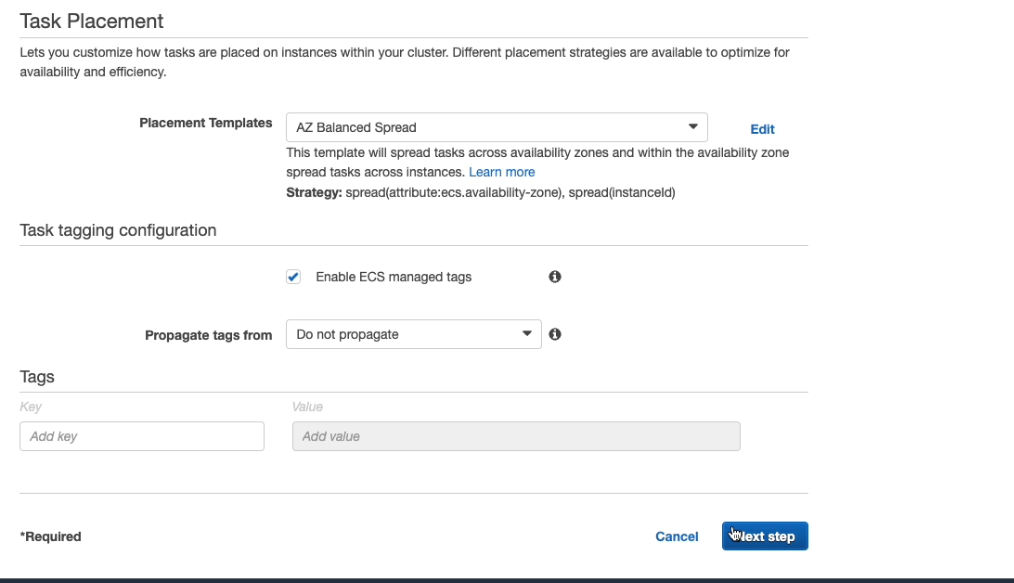 Task Placement
Lets you customize how tasks are placed on instances within your cluster. Different placement strategies are available to optimize for
availability and efficiency.
Placement Templates
AZ Balanced Spread
Edit
This template will spread tasks across availability zones and within the availability zone
spread tasks across instances. Learn more
Strategy: spread(attribute:ecs.availability-zone), spread(instanceId)
Task tagging configuration
Enable ECS managed tags
Propagate tags from
Do not propagate
Tags
Key
Value
Add key
Add value
*Required
Cancel
Next step